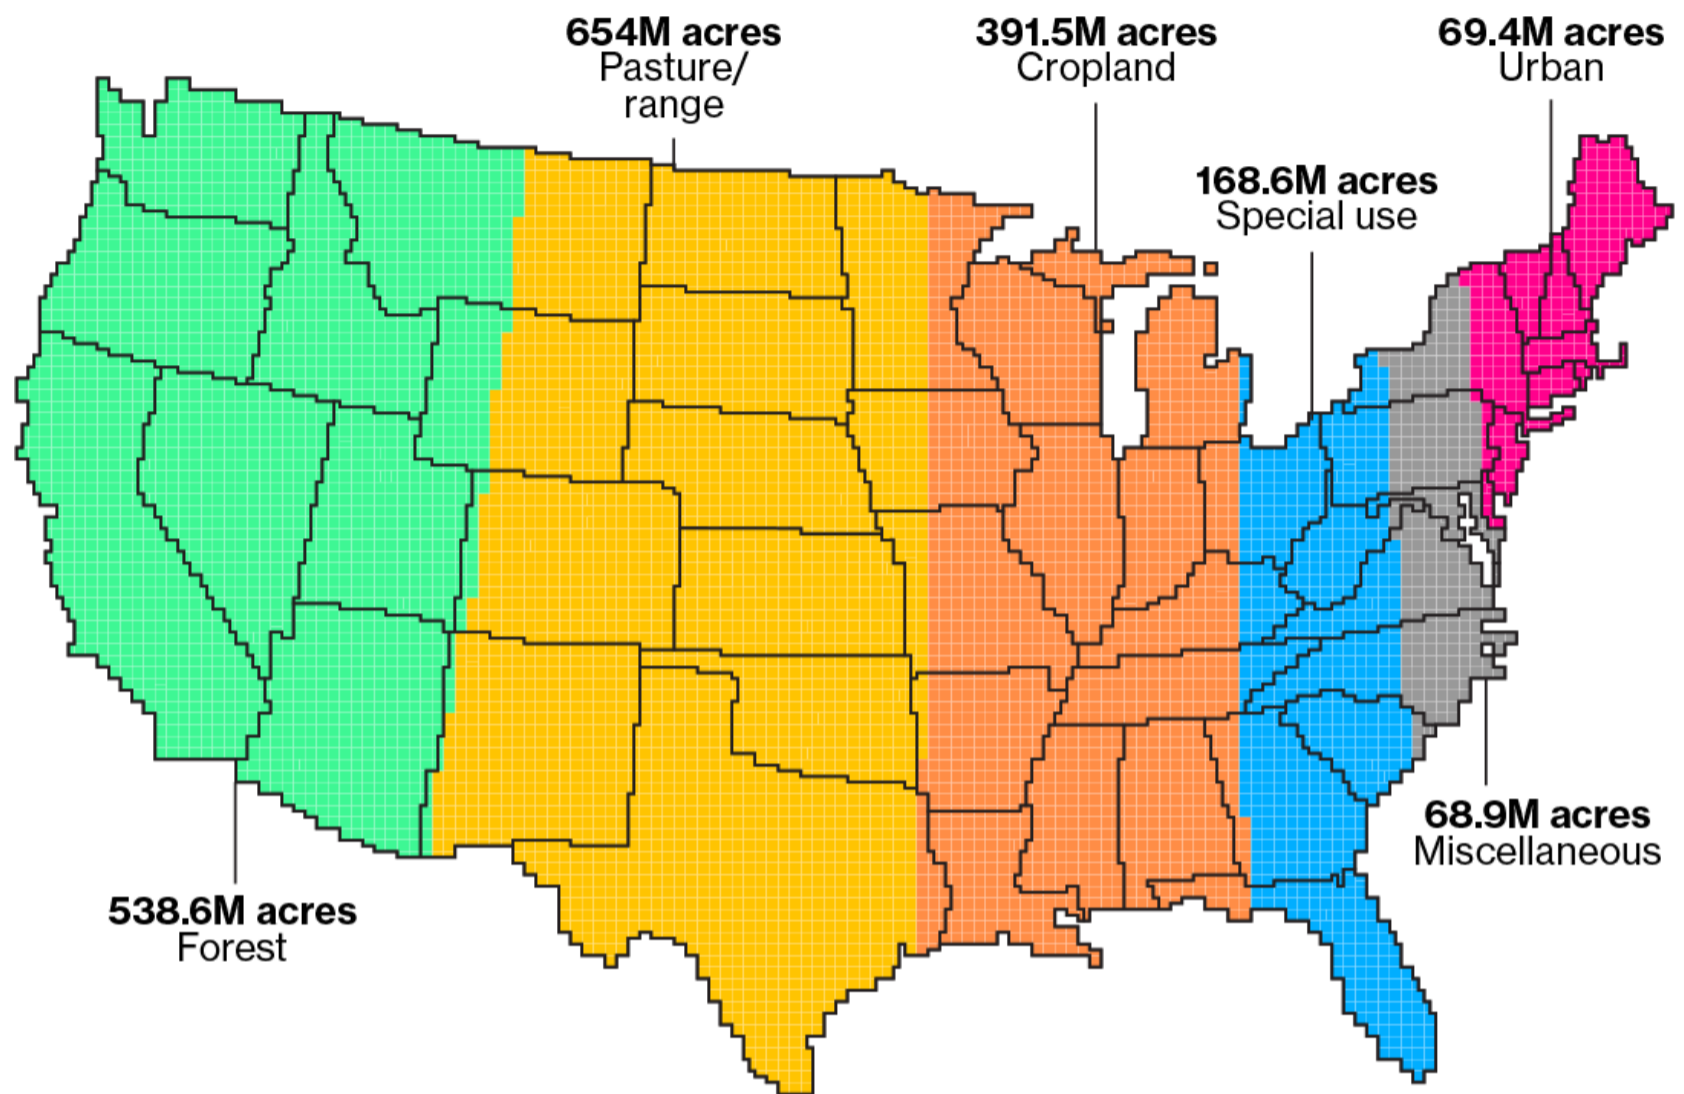 654M acres
Pasture/
range
391.5M acres
Cropland
69.4M acres
Urban
168.6M acres
Special use
68.9M acres
Miscellaneous
538.6M acres
Forest